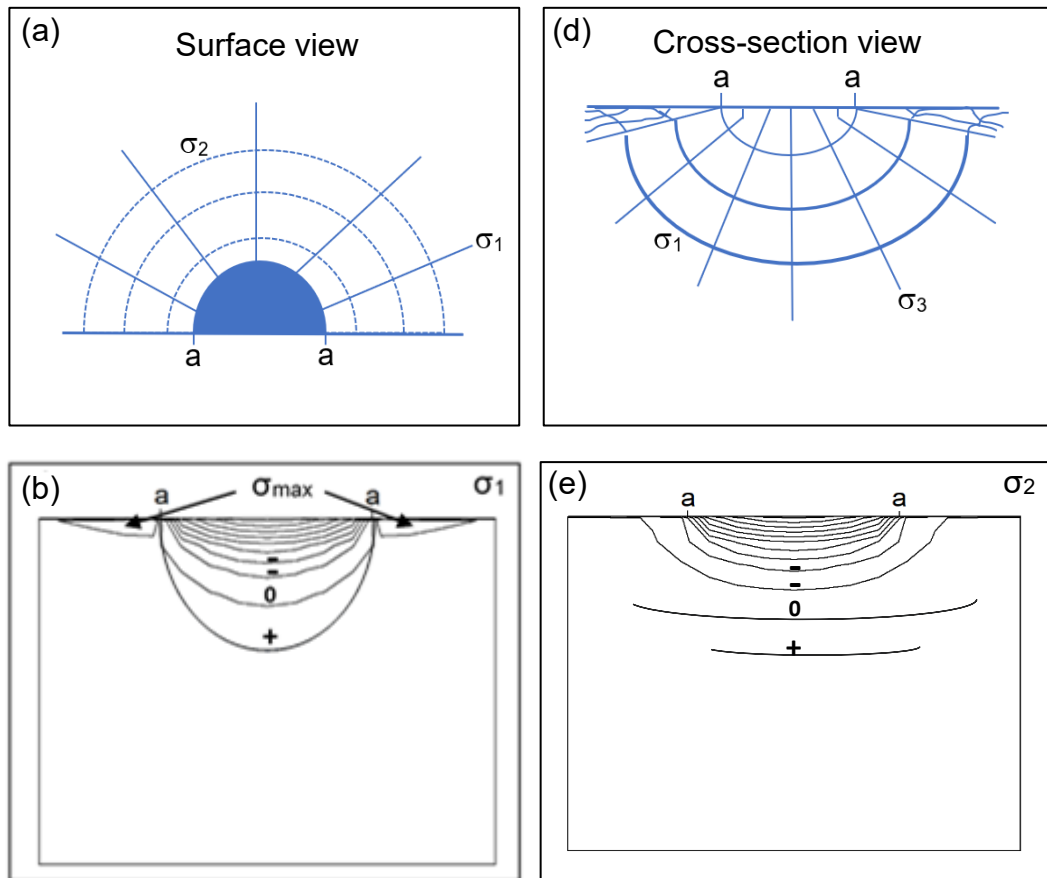 (a)
Surface view
σ2
σ1
a a
(d)
Cross-section view
a a
σ1
σ3
(b)
a σmax a σ1
-
-
0
+
(e)
a a σ2
-
-
0
+